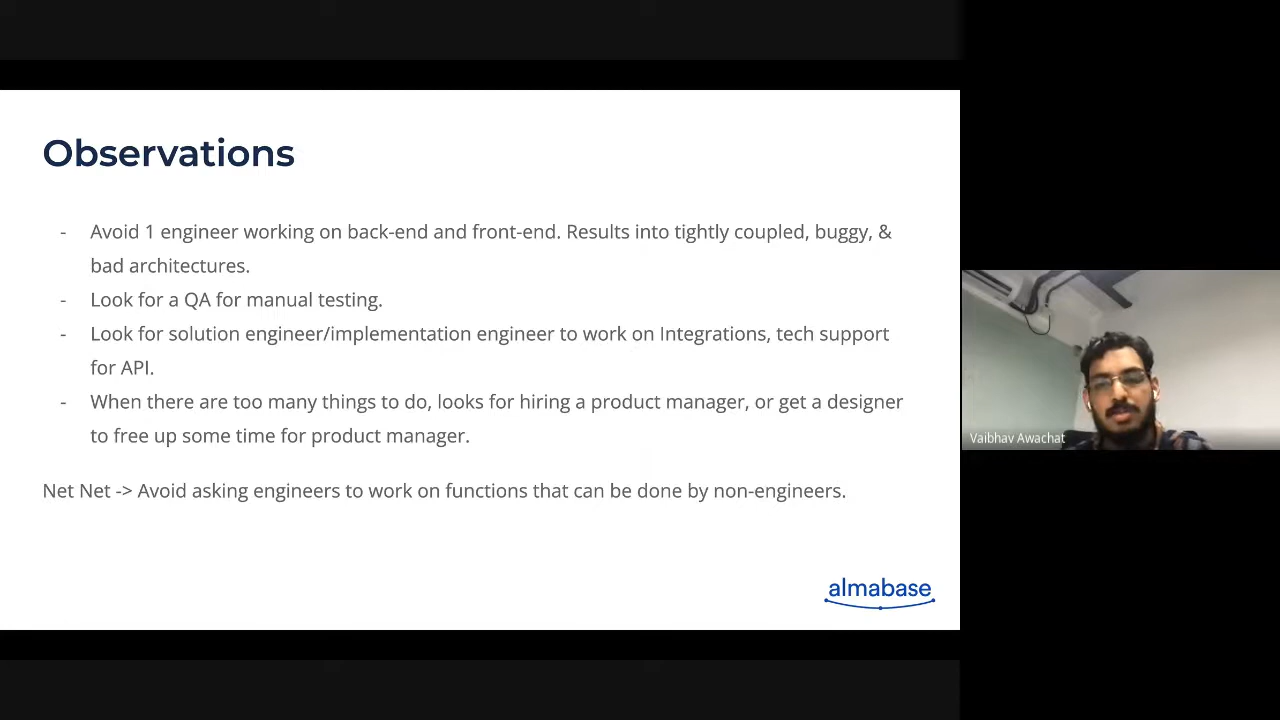 Observations
- Avoid 1 engineer working on back-end and front-end. Results into tightly coupled, buggy, &
bad architectures.
- Look for a QA for manual testing.
- Look for solution engineer/implementation engineer to work on Integrations, tech support
for API.
- When there are too many things to do, looks for hiring a product manager, or get a designer
to free up some time for product manager.
Net Net -> Avoid asking engineers to work on functions that can be done by non-engineers.
almabase
Vaibhav Awachat